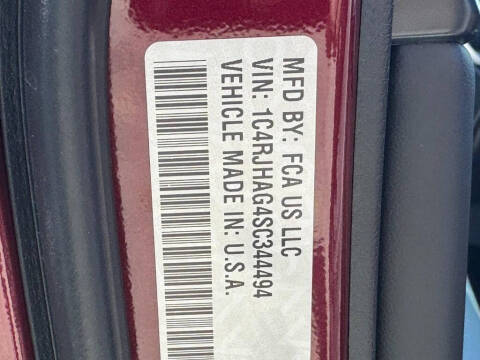 MFD BY: FCA US LLC
VIN: 1C4RJHAG4SC344494
VEHICLE MADE IN: U.S.A.